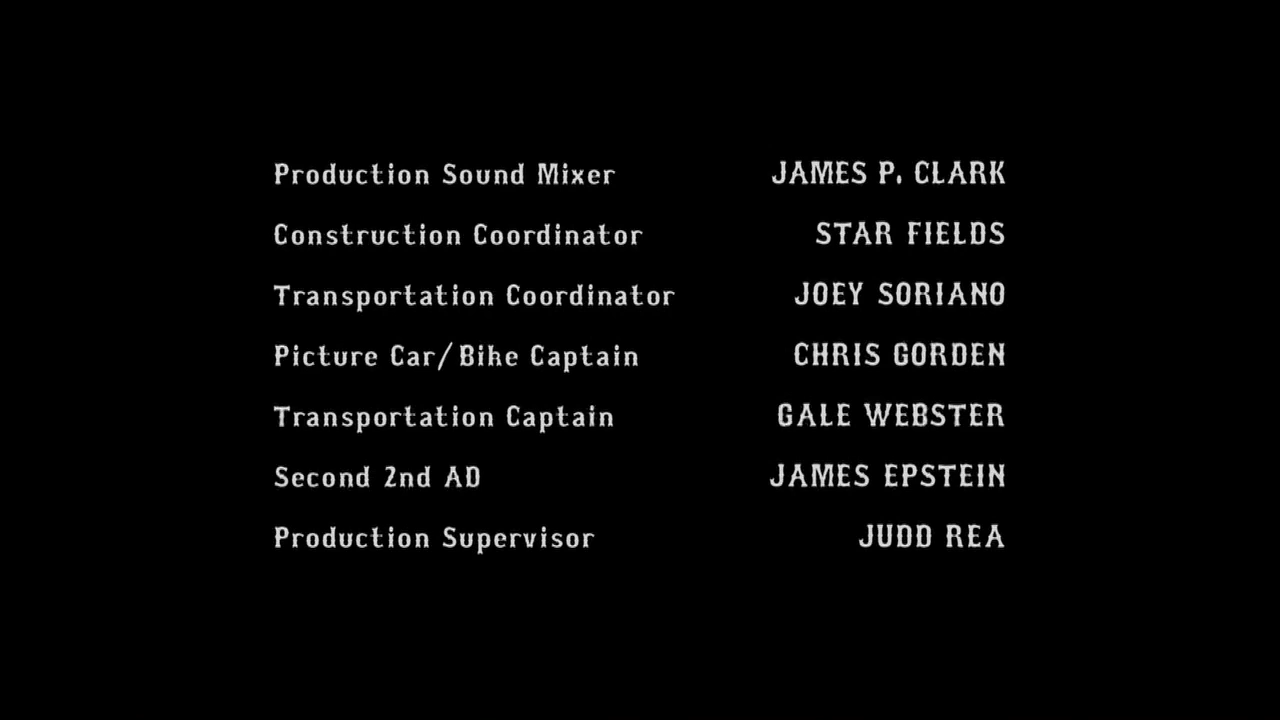 Production Sound Mixer JAMES P. CLARK
Construction Coordinator STAR FIELDS
Transportation Coordinator JOEY SORIANO
Picture Car/Bike Captain CHRIS GORDEN
Transportation Captain GALE WEBSTER
Second 2nd AD JAMES EPSTEIN
Production Supervisor JUDD REA